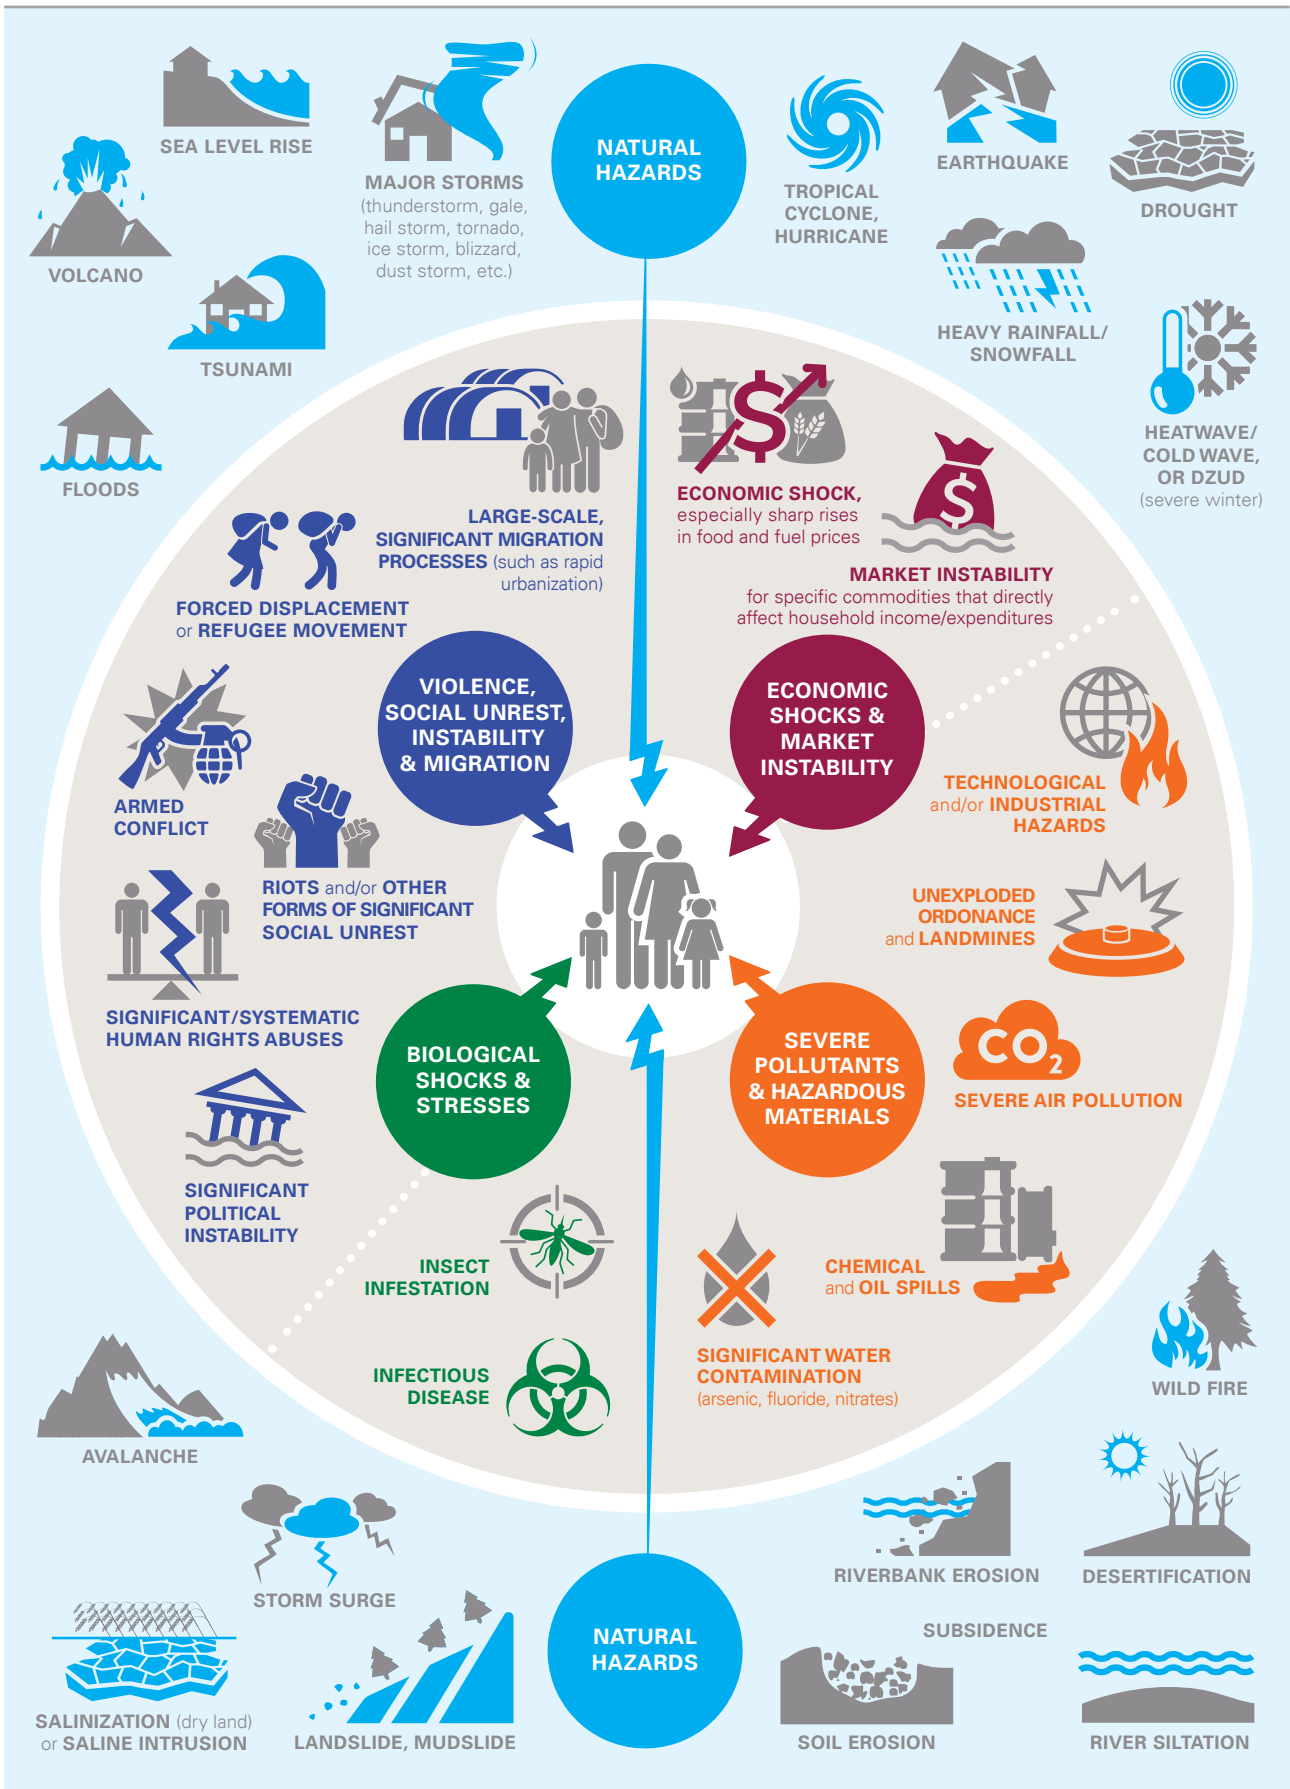 NATURAL
HAZARDS
SEA LEVEL RISE
MAJOR STORMS
(thunderstorm, gale,
hail storm, tornado,
ice storm, blizzard,
dust storm, etc.)
VOLCANO
TSUNAMI
FLOODS
TROPICAL
CYCLONE,
HURRICANE
EARTHQUAKE
DROUGHT
HEAVY RAINFALL/
SNOWFALL
HEATWAVE/
COLD WAVE,
OR DZUD
(severe winter)
LARGE-SCALE,
SIGNIFICANT MIGRATION
PROCESSES (such as rapid
urbanization)
FORCED DISPLACEMENT
or REFUGEE MOVEMENT
VIOLENCE,
SOCIAL UNREST,
INSTABILITY
& MIGRATION
ARMED
CONFLICT
RIOTS and/or OTHER
FORMS OF SIGNIFICANT
SOCIAL UNREST
SIGNIFICANT/SYSTEMATIC
HUMAN RIGHTS ABUSES
SIGNIFICANT
POLITICAL
INSTABILITY
$
ECONOMIC SHOCK,
especially sharp rises
in food and fuel prices
$
MARKET INSTABILITY
for specific commodities that directly
affect household income/expenditures
ECONOMIC
SHOCKS &
MARKET
INSTABILITY
TECHNOLOGICAL
and/or INDUSTRIAL
HAZARDS
UNEXPLODED
ORDONANCE
and LANDMINES
CO2
SEVERE AIR POLLUTION
SEVERE
POLLUTANTS
& HAZARDOUS
MATERIALS
CHEMICAL
and OIL SPILLS
SIGNIFICANT WATER
CONTAMINATION
(arsenic, fluoride, nitrates)
BIOLOGICAL
SHOCKS &
STRESSES
INSECT
INFESTATION
INFECTIOUS
DISEASE
AVALANCHE
STORM SURGE
SALINIZATION (dry land)
or SALINE INTRUSION
LANDSLIDE, MUDSLIDE
NATURAL
HAZARDS
WILD FIRE
RIVERBANK EROSION
DESERTIFICATION
SUBSIDENCE
SOIL EROSION
RIVER SILTATION